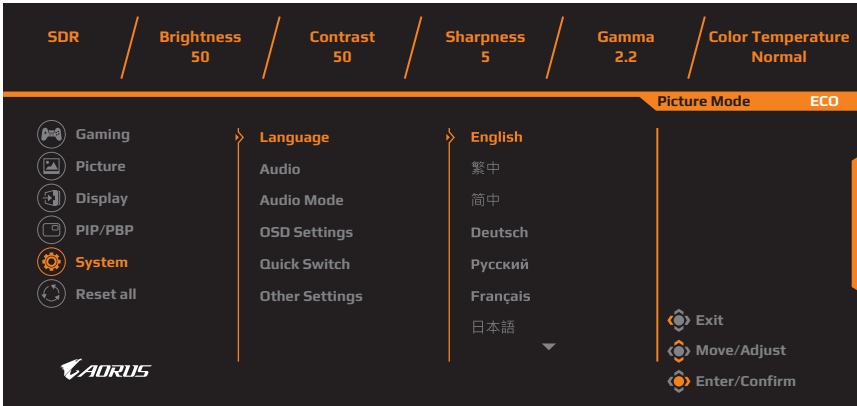 SDR
Brightness
50
Contrast
50
Sharpness
5
Gamma
2.2
Color Temperature
Normal
Picture Mode ECO
Gaming
Picture
Display
PIP/PBP
System
Reset all
Language
Audio
Audio Mode
OSD Settings
Quick Switch
Other Settings
English
繁中
简中
Deutsch
Русский
Français
日本語
Exit
Move/Adjust
Enter/Confirm
AORUS